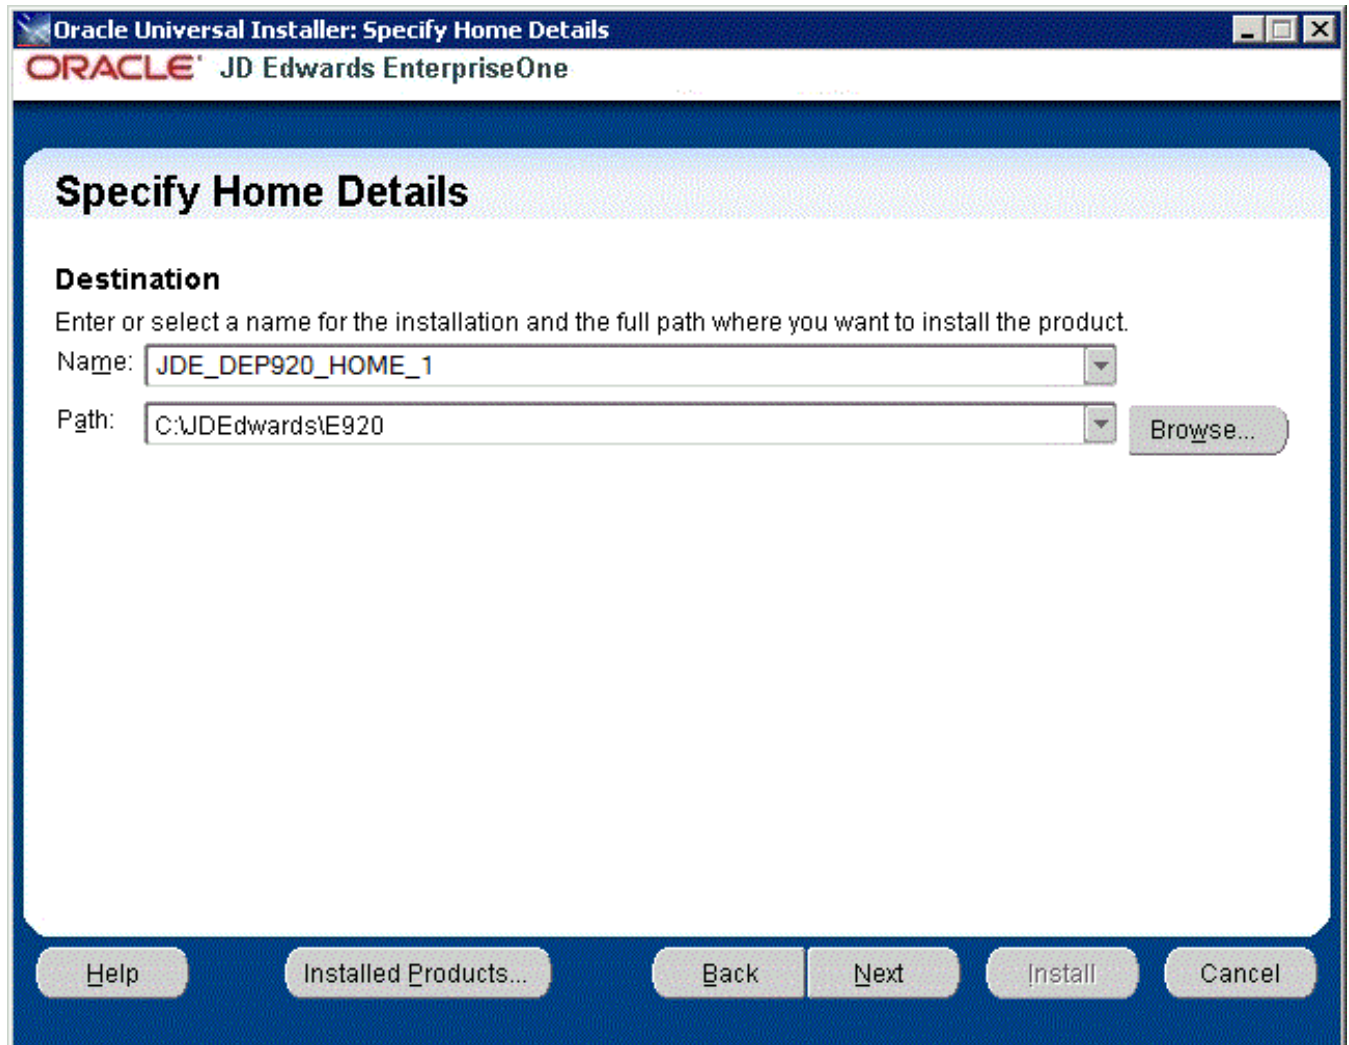 Oracle Universal Installer: Specify Home Details
ORACLE JD Edwards EnterpriseOne
Specify Home Details
Destination
Enter or select a name for the installation and the full path where you want to install the product.
Name: JDE_DEP920_HOME_1
Path: C:\JDEdwards\E920 Browse...
Help Installed Products... Back Next Install Cancel